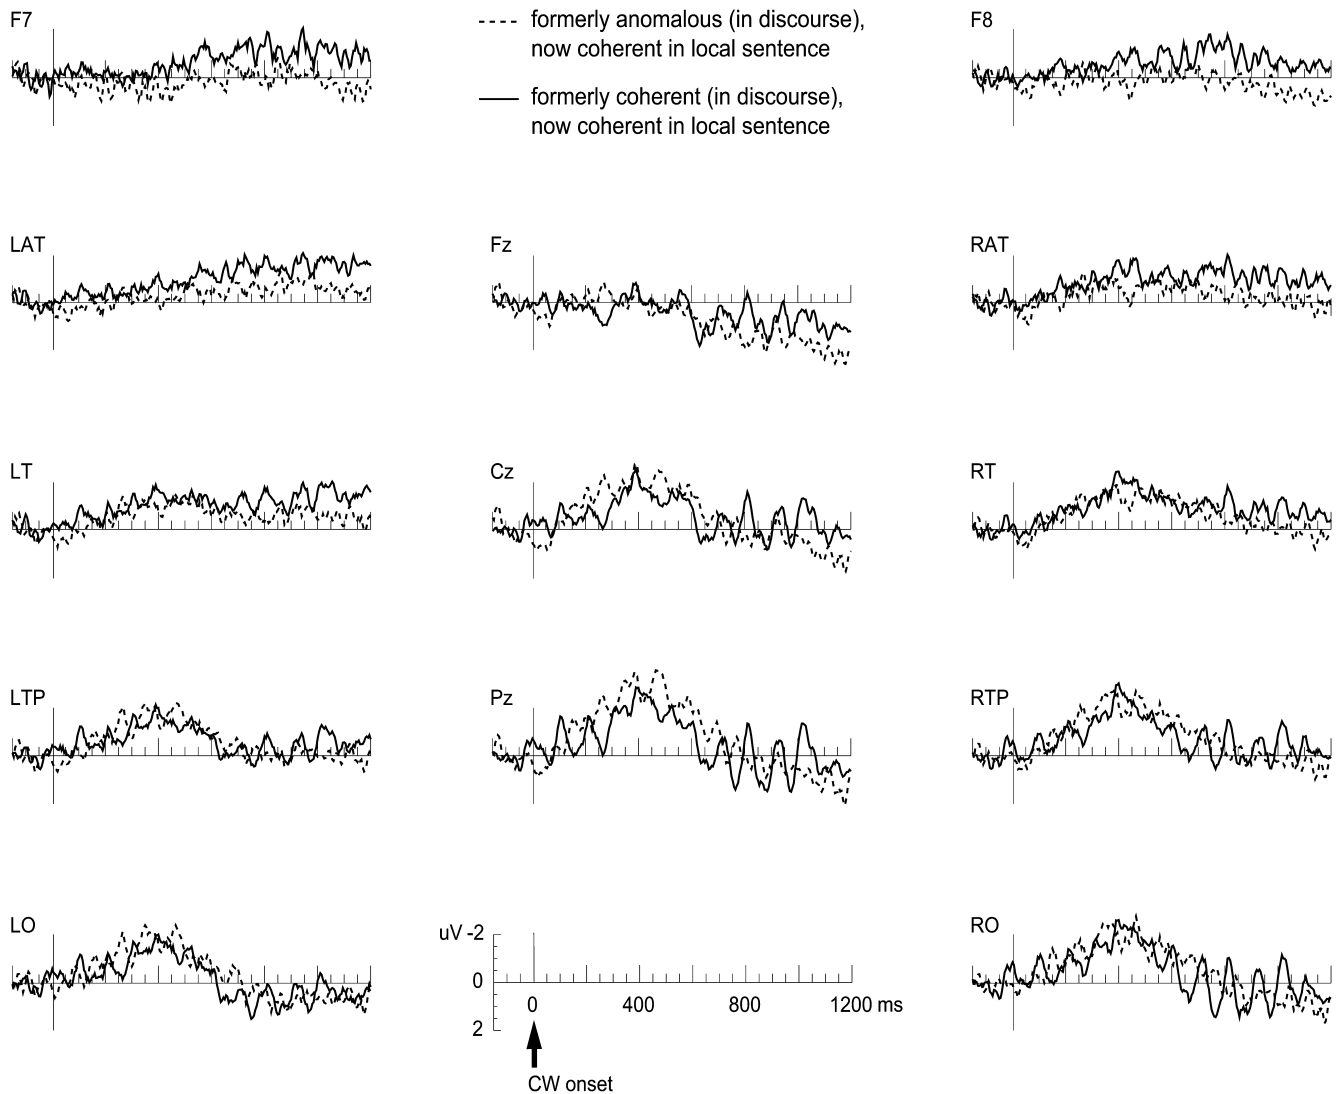 F7
formerly anomalous (in discourse),
now coherent in local sentence
formerly coherent (in discourse),
now coherent in local sentence
F8
LAT
Fz
RAT
LT
Cz
RT
LTP
Pz
RTP
LO
uV -2
0
2
0 400 800 1200 ms
CW onset
RO